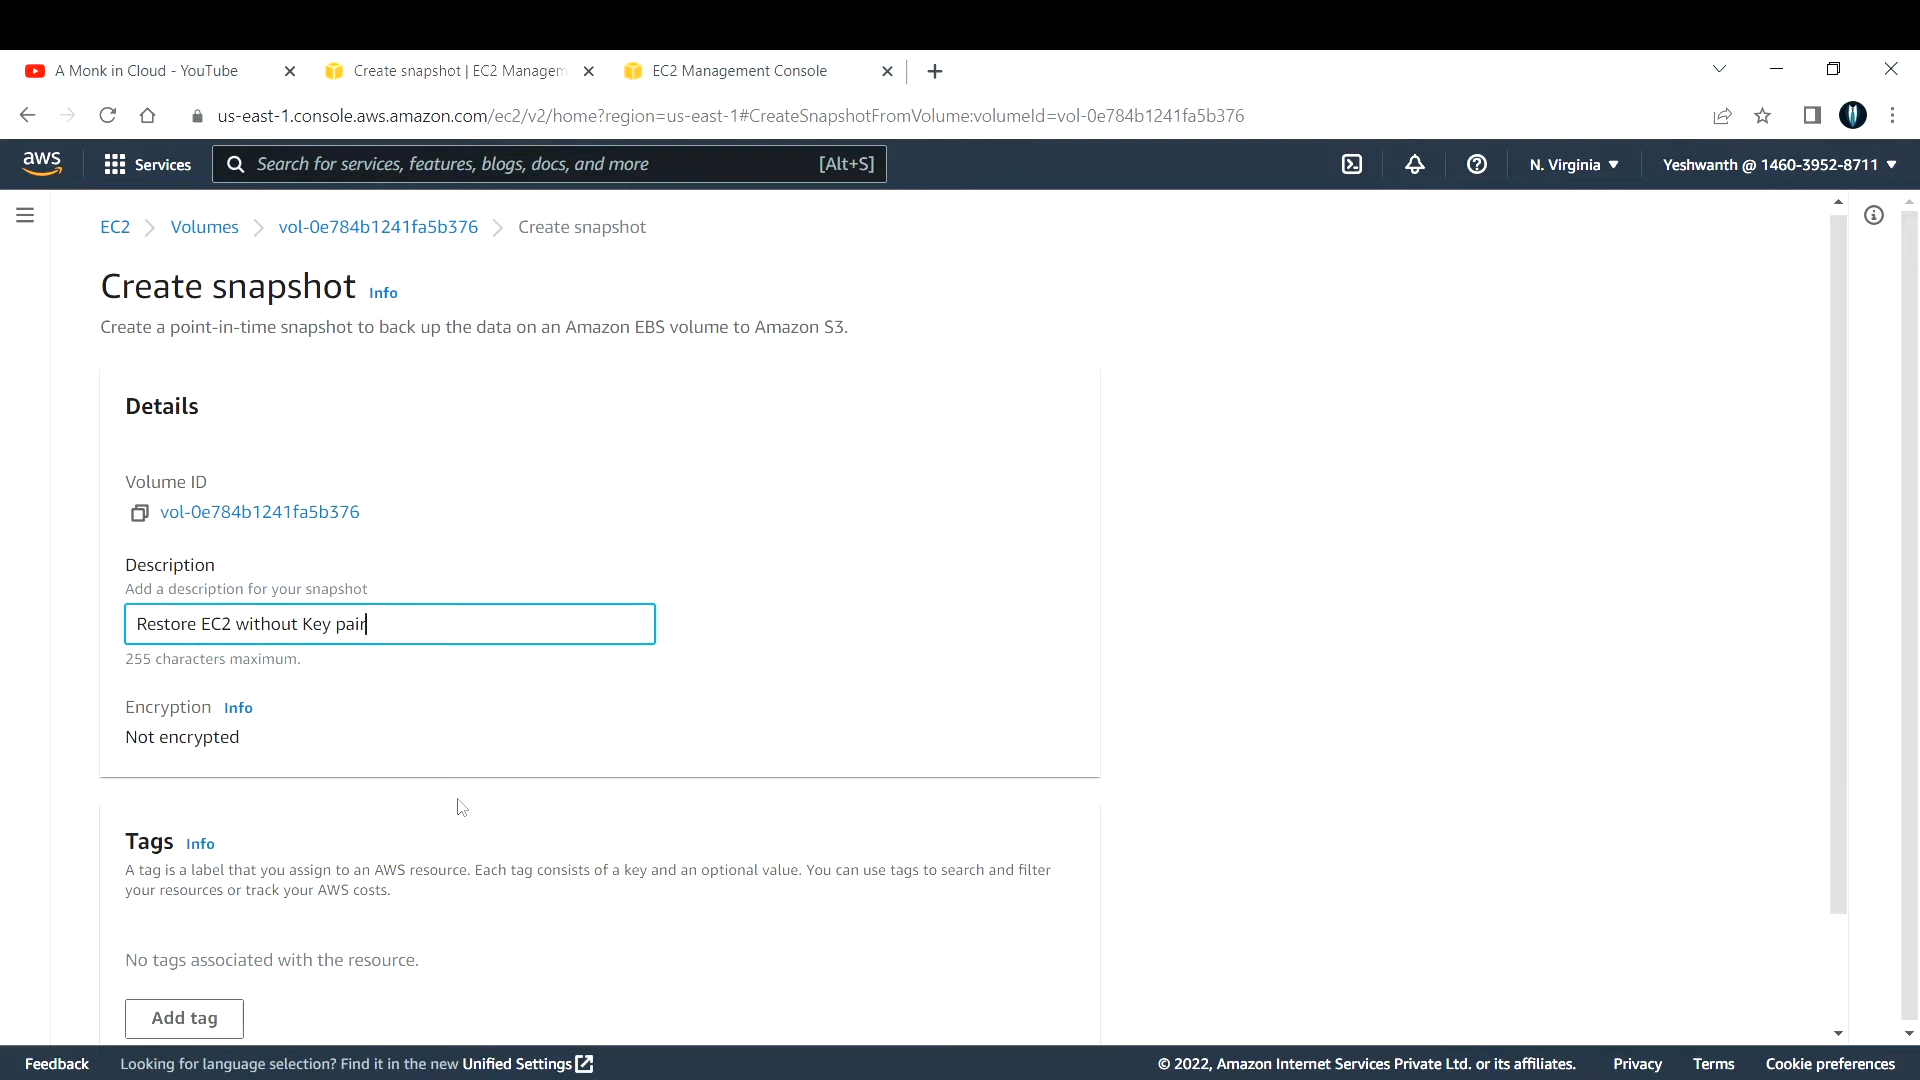 A Monk in Cloud - YouTube
Create snapshot | EC2 Managem
EC2 Management Console
us-east-1.console.aws.amazon.com/ec2/v2/home?region=us-east-1#CreateSnapshotFromVolume:volumeId=vol-0e784b1241fa5b376
aws
Services
Search for services, features, blogs, docs, and more
[Alt+S]
N. Virginia
Yeshwanth @ 1460-3952-8711
EC2
Volumes
vol-0e784b1241fa5b376
Create snapshot
Create snapshot Info
Create a point-in-time snapshot to back up the data on an Amazon EBS volume to Amazon S3.
Details
Volume ID
vol-0e784b1241fa5b376
Description
Add a description for your snapshot
Restore EC2 without Key pair
255 characters maximum.
Encryption Info
Not encrypted
Tags Info
A tag is a label that you assign to an AWS resource. Each tag consists of a key and an optional value. You can use tags to search and filter
your resources or track your AWS costs.
No tags associated with the resource.
Add tag
Feedback
Looking for language selection? Find it in the new Unified Settings
© 2022, Amazon Internet Services Private Ltd. or its affiliates.
Privacy
Terms
Cookie preferences